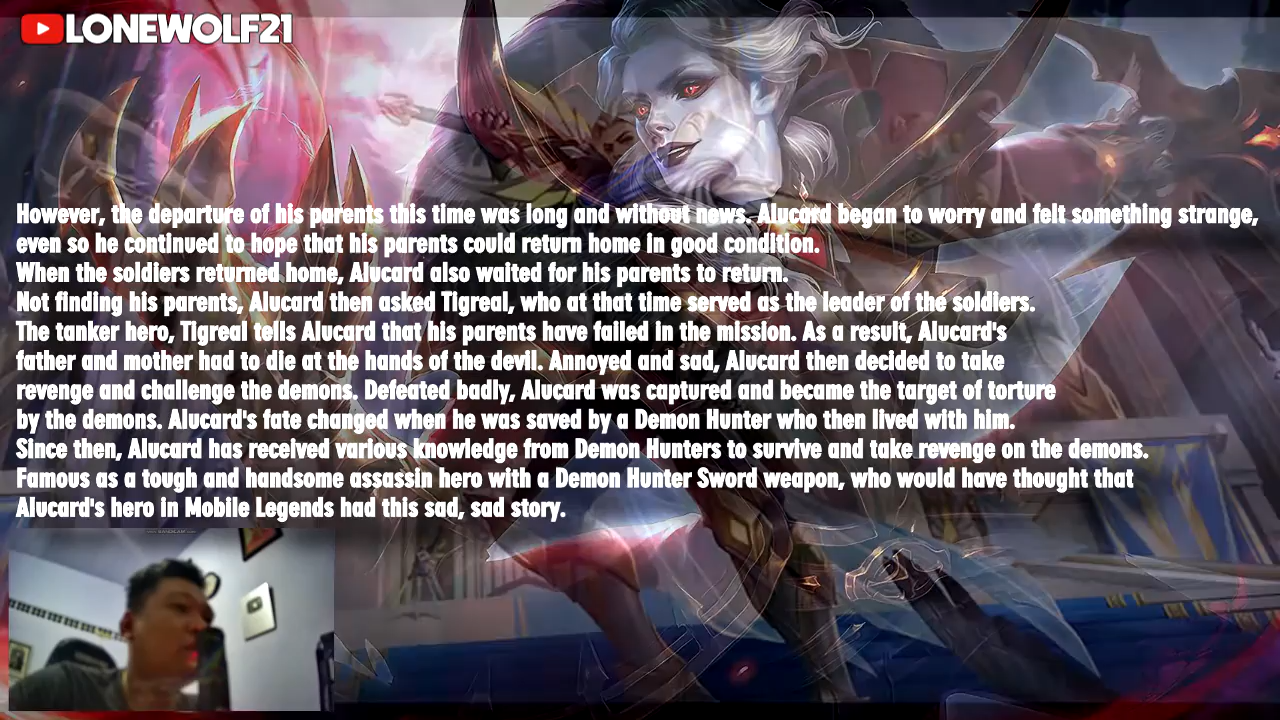 LONEWOLF21
However, the departure of his parents this time was long and without news. Alucard began to worry and felt something strange,
even so he continued to hope that his parents could return home in good condition.
When the soldiers returned home, Alucard also waited for his parents to return.
Not finding his parents, Alucard then asked Tigreal, who at that time served as the leader of the soldiers.
The tanker hero, Tigreal tells Alucard that his parents have failed in the mission. As a result, Alucard's
father and mother had to die at the hands of the devil. Annoyed and sad, Alucard then decided to take
revenge and challenge the demons. Defeated badly, Alucard was captured and became the target of torture
by the demons. Alucard's fate changed when he was saved by a Demon Hunter who then lived with him.
Since then, Alucard has received various knowledge from Demon Hunters to survive and take revenge on the demons.
Famous as a tough and handsome assassin hero with a Demon Hunter Sword weapon, who would have thought that
Alucard's hero in Mobile Legends had this sad, sad story.